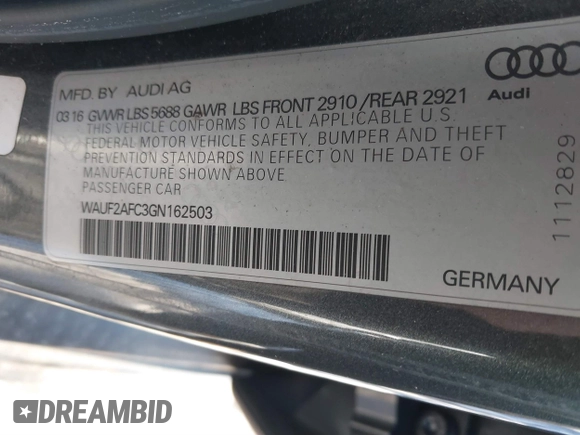 MFD. BY AUDI AG
Audi
0316 GVWR LBS 5688 GAWR LBS FRONT 2910 / REAR 2921
THIS VEHICLE CONFORMS TO ALL APPLICABLE U.S.
FEDERAL MOTOR VEHICLE SAFETY, BUMPER AND THEFT
PREVENTION STANDARDS IN EFFECT ON THE DATE OF
MANUFACTURE SHOWN ABOVE
PASSENGER CAR
WAUF2AFC3GN162503
1112829
GERMANY
DREAMBID